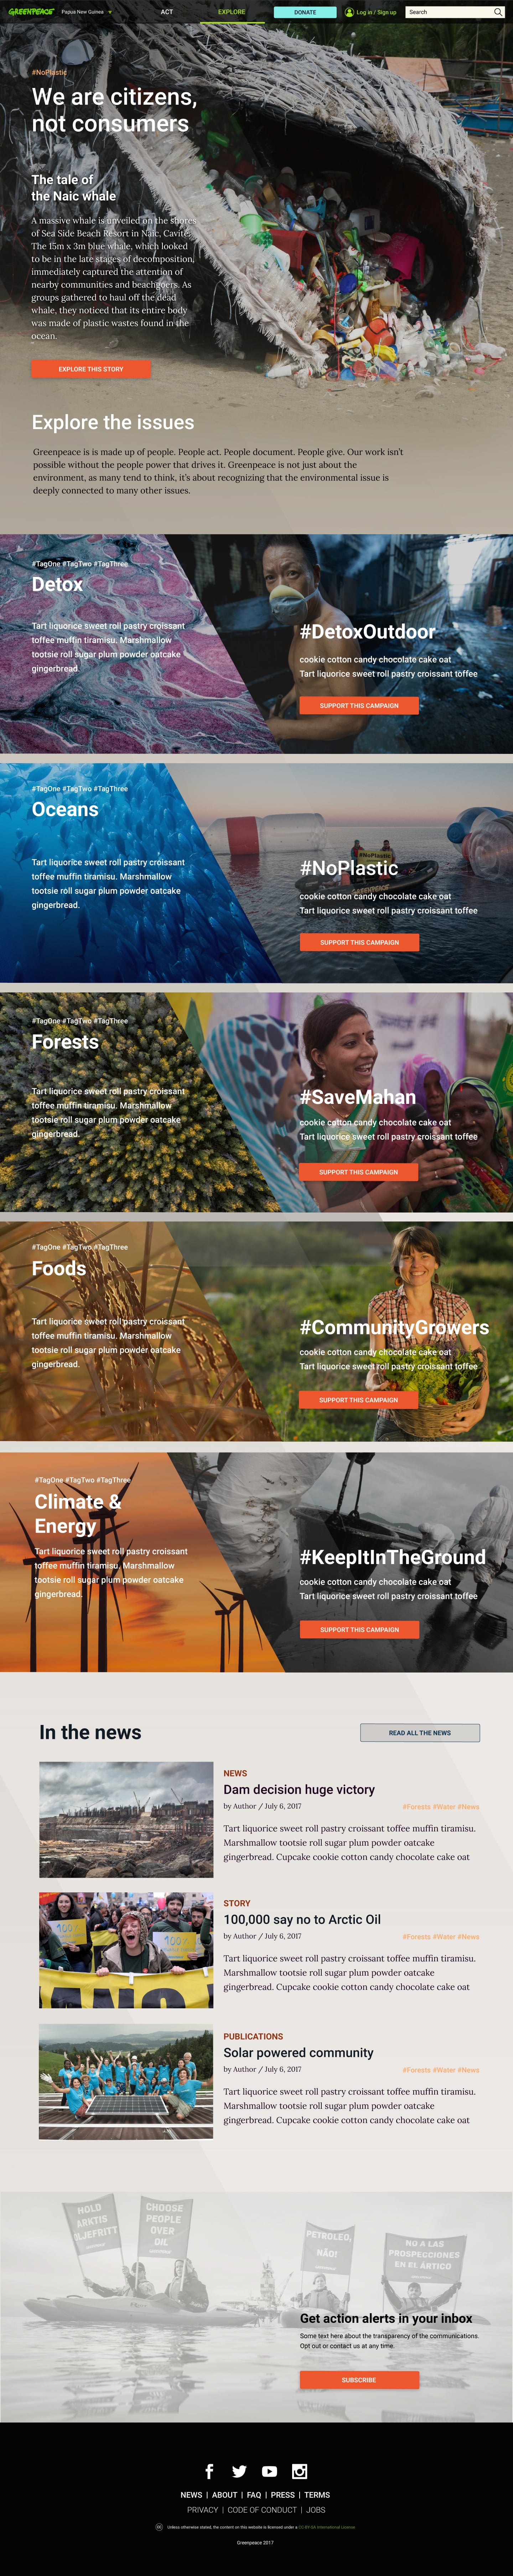 GREENPEACE
Papua New Guinea
ACT
EXPLORE
DONATE
Log in / Sign up
Search
#NoPlastic
We are citizens,
not consumers
The tale of
the Naic whale
A massive whale is unveiled on the shores
of Sea Side Beach Resort in Naic, Cavite.
The 15m x 3m blue whale, which looked
to be in the late stages of decomposition,
immediately captured the attention of
nearby communities and beachgoers. As
groups gathered to haul off the dead
whale, they noticed that its entire body
was made of plastic wastes found in the
ocean.
EXPLORE THIS STORY
Explore the issues
Greenpeace is is made up of people. People act. People document. People give. Our work isn't
possible without the people power that drives it. Greenpeace is not just about the
environment, as many tend to think, it's about recognizing that the environmental issue is
deeply connected to many other issues.
#TagOne #TagTwo #TagThree
Detox
Tart liquorice sweet roll pastry croissant
toffee muffin tiramisu. Marshmallow
tootsie roll sugar plum powder oatcake
gingerbread.
#DetoxOutdoor
cookie cotton candy chocolate cake oat
Tart liquorice sweet roll pastry croissant toffee
SUPPORT THIS CAMPAIGN
#TagOne #TagTwo #TagThree
Oceans
Tart liquorice sweet roll pastry croissant
toffee muffin tiramisu. Marshmallow
tootsie roll sugar plum powder oatcake
gingerbread.
#NoPlastic
GREENPEACE
#NoPlastic
cookie cotton candy chocolate cake oat
Tart liquorice sweet roll pastry croissant toffee
SUPPORT THIS CAMPAIGN
#TagOne #TagTwo #TagThree
Forests
Tart liquorice sweet roll pastry croissant
toffee muffin tiramisu. Marshmallow
tootsie roll sugar plum powder oatcake
gingerbread.
#SaveMahan
cookie cotton candy chocolate cake oat
Tart liquorice sweet roll pastry croissant toffee
SUPPORT THIS CAMPAIGN
#TagOne #TagTwo #TagThree
Foods
Tart liquorice sweet roll pastry croissant
toffee muffin tiramisu. Marshmallow
tootsie roll sugar plum powder oatcake
gingerbread.
#CommunityGrowers
cookie cotton candy chocolate cake oat
Tart liquorice sweet roll pastry croissant toffee
SUPPORT THIS CAMPAIGN
#TagOne #TagTwo #TagThree
Climate &
Energy
Tart liquorice sweet roll pastry croissant
toffee muffin tiramisu. Marshmallow
tootsie roll sugar plum powder oatcake
gingerbread.
#KeepItInTheGround
cookie cotton candy chocolate cake oat
Tart liquorice sweet roll pastry croissant toffee
SUPPORT THIS CAMPAIGN
In the news
READ ALL THE NEWS
NEWS
Dam decision huge victory
by Author / July 6, 2017
#Forests #Water #News
Tart liquorice sweet roll pastry croissant toffee muffin tiramisu.
Marshmallow tootsie roll sugar plum powder oatcake
gingerbread. Cupcake cookie cotton candy chocolate cake oat
100%
100%
STORY
100,000 say no to Arctic Oil
by Author / July 6, 2017
#Forests #Water #News
Tart liquorice sweet roll pastry croissant toffee muffin tiramisu.
Marshmallow tootsie roll sugar plum powder oatcake
gingerbread. Cupcake cookie cotton candy chocolate cake oat
PUBLICATIONS
Solar powered community
by Author / July 6, 2017
#Forests #Water #News
Tart liquorice sweet roll pastry croissant toffee muffin tiramisu.
Marshmallow tootsie roll sugar plum powder oatcake
gingerbread. Cupcake cookie cotton candy chocolate cake oat
HOLD
ARKTIS
OLJEFRITT
CHOOSE
PEOPLE
OVER
OIL
PETROLEO,
NÃO!
NO A LAS
PROSPECCIONES
EN EL ÁRTICO
Get action alerts in your inbox
Some text here about the transparency of the communications.
Opt out or contact us at any time.
SUBSCRIBE
NEWS | ABOUT | FAQ | PRESS | TERMS
PRIVACY | CODE OF CONDUCT | JOBS
Unless otherwise stated, the content on this website is licensed under a CC-BY-SA International License
Greenpeace 2017